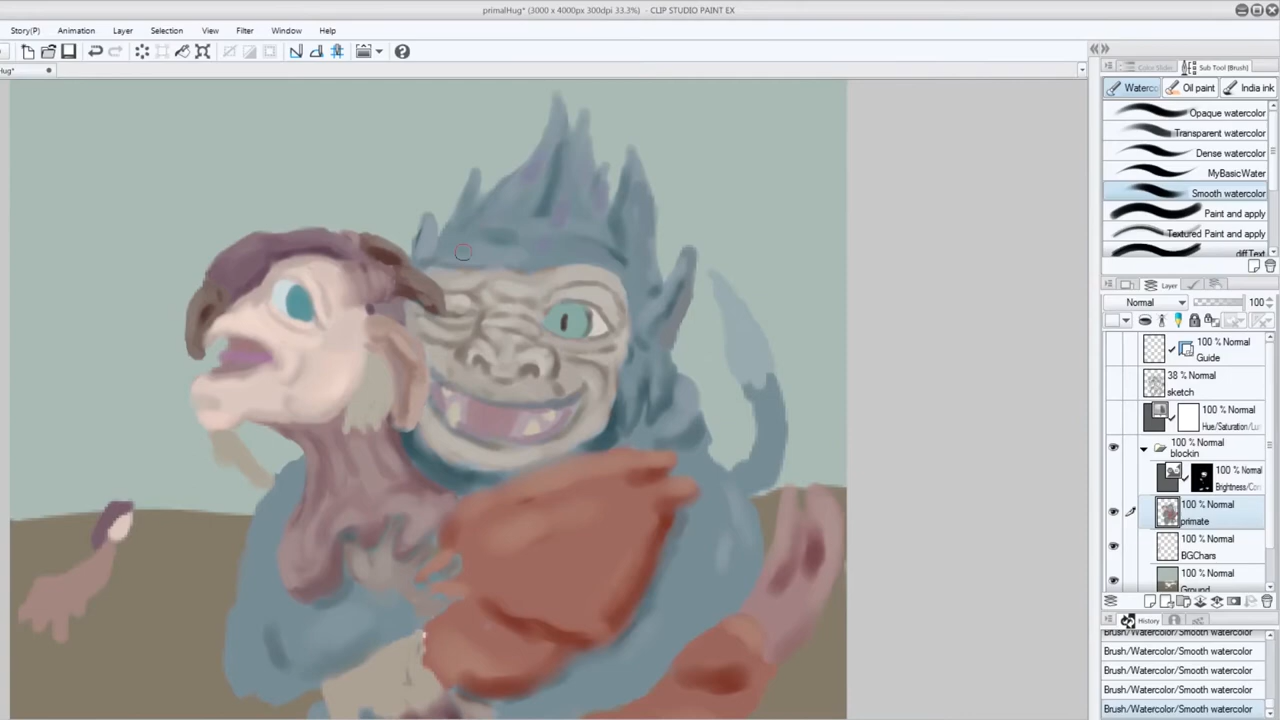 primalHug* (3000 x 4000px 300dpi 33.3%) - CLIP STUDIO PAINT EX
Story(P) Animation Layer Selection Edit View Filter Window Help
Hug*
Color Slider Sub Tool (Brush)
Waterco Oil paint India ink
Opaque watercolor
Transparent watercolor
Dense watercolor
MyBasicWater
Smooth watercolor
Paint and apply
Textured Paint and apply
diffText
Layer
Normal 100
100 % Normal
Guide
38 % Normal
sketch
100 % Normal
Hue/Saturation/Lu
100 % Normal
blockin
100 % Normal
Brightness/Con
100 % Normal
primate
100 % Normal
BGChars
100 % Normal
Ground
History
Brush/Watercolor/Smooth watercolor
Brush/Watercolor/Smooth watercolor
Brush/Watercolor/Smooth watercolor
Brush/Watercolor/Smooth watercolor
Brush/Watercolor/Smooth watercolor